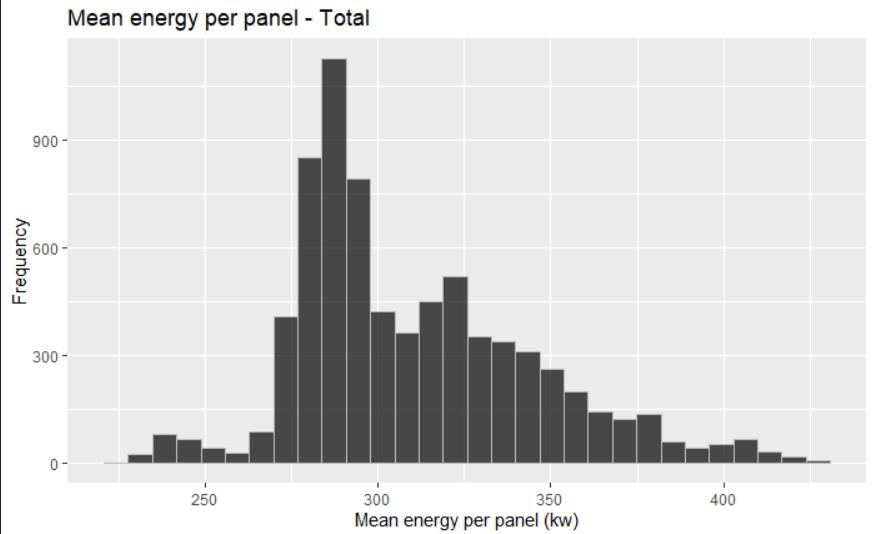 Mean energy per panel - Total
900
600
300
0
Frequency
250 300 350 400
Mean energy per panel (kw)